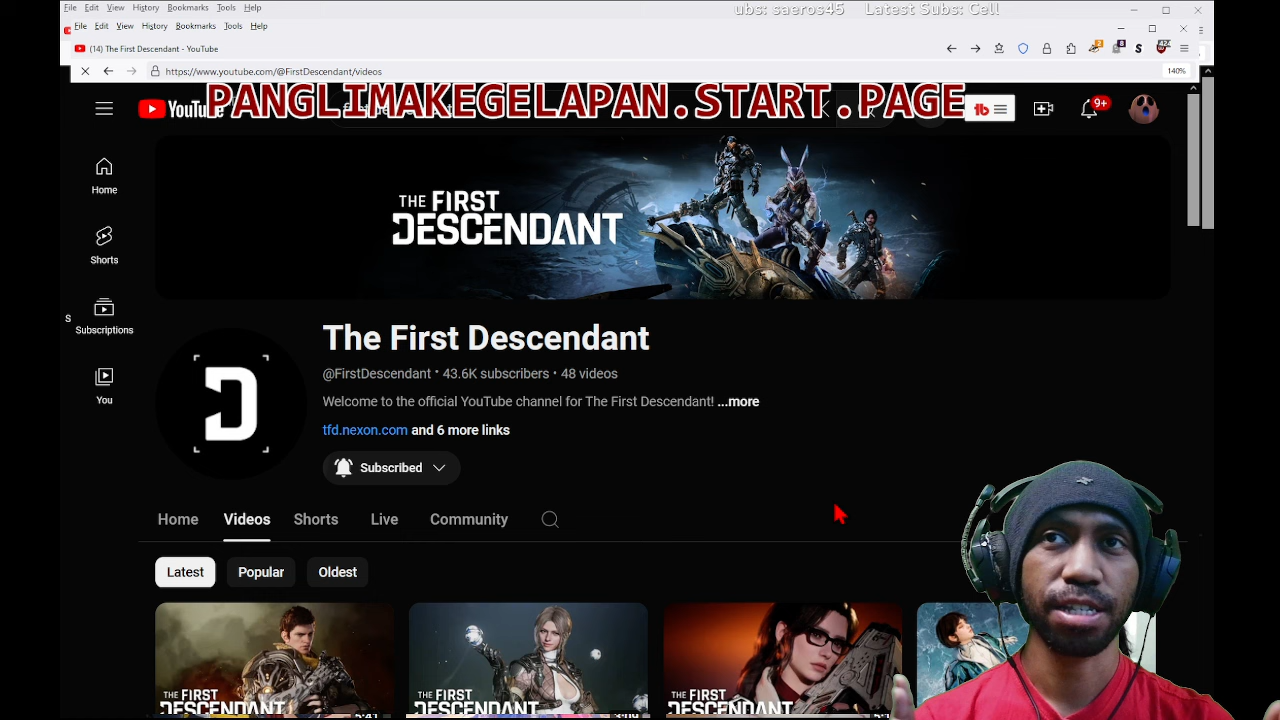 File Edit View History Bookmarks Tools Help
ubs: saeros45 Latest Subs: Cell
File Edit View History Bookmarks Tools Help
(14) The First Descendant - YouTube
https://www.youtube.com/@FirstDescendant/videos
140%
PANGLIMAKEGELAPAN.START.PAGE
YouTube
tb
9+
Home
Shorts
Subscriptions
You
S
THE FIRST
DESCENDANT
The First Descendant
@FirstDescendant • 43.6K subscribers • 48 videos
Welcome to the official YouTube channel for The First Descendant! ...more
tfd.nexon.com and 6 more links
Subscribed
Home Videos Shorts Live Community
Latest Popular Oldest
THE FIRST
DESCENDANT
THE FIRST
DESCENDANT
THE FIRST
DESCENDANT